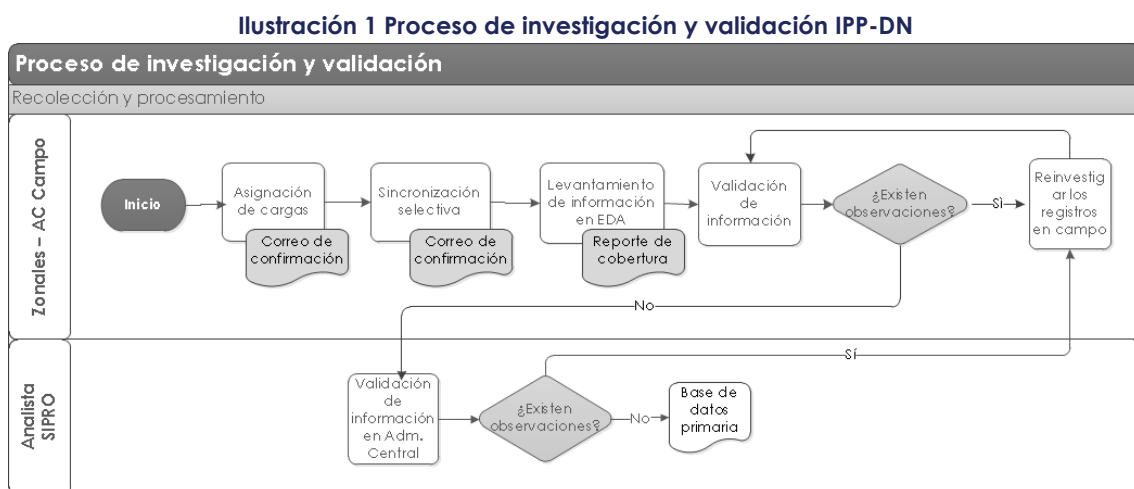 Ilustración 1 Proceso de investigación y validación IPP-DN
Proceso de investigación y validación
Recolección y procesamiento
Zonales – AC Campo
Inicio
Asignación
de cargas
Correo de
confirmación
Sincronización
selectiva
Correo de
confirmación
Levantamiento
de información
en EDA
Reporte de
cobertura
Validación
de
información
¿Existen
observaciones?
Sì
Reinvestig
ar los
registros
en campo
No
Sí
Analista
SIPRO
Validación
de
información
en Adm.
Central
¿Existen
observaciones?
No
Base de
datos
primaria